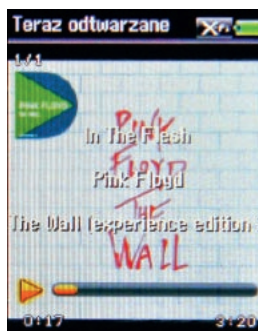 Teraz odtwarzane
1/1
PINK FLOYD
In The Flesh
PINK
Pink Floyd
FLOYD
THE
The Wall (experience edition
WALL
0:17
3:20